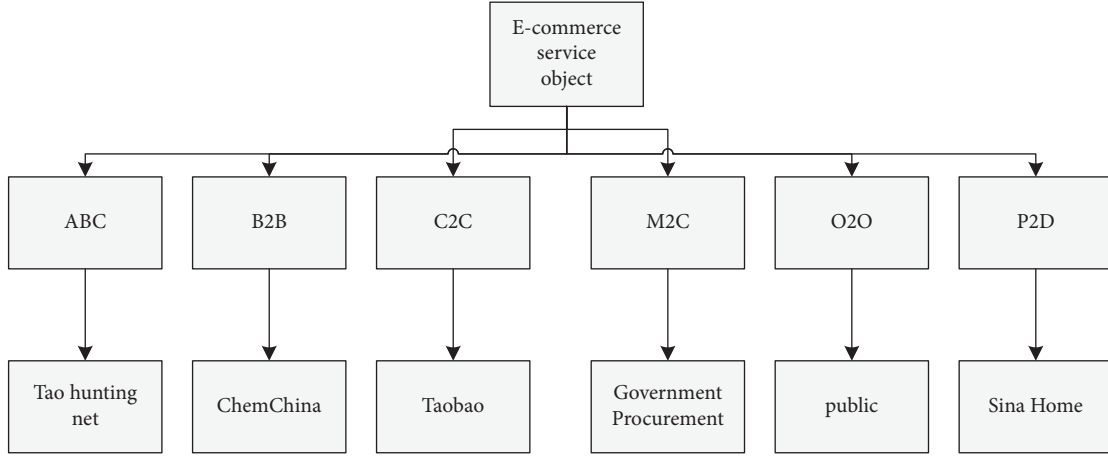 E-commerce
service
object
ABC
B2B
C2C
M2C
O2O
P2D
Tao hunting
net
ChemChina
Taobao
Government
Procurement
public
Sina Home